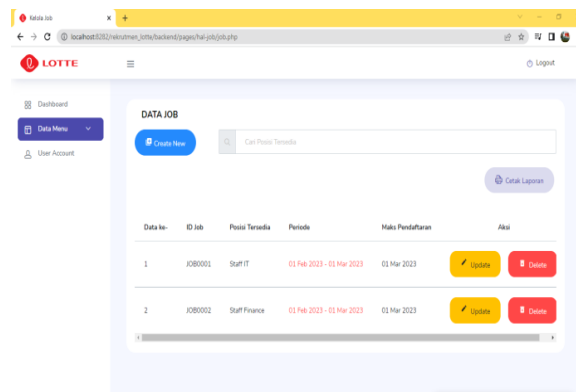 Kelola Job
localhost:8282/rekrutmen_lotte/backend/pages/hal-job/job.php
LOTTE
Logout
Dashboard
Data Menu
User Account
DATA JOB
Create New
Cari Posisi Tersedia
Cetak Laporan
Data ke- ID Job Posisi Tersedia Periode Maks Pendaftaran Aksi
1 JOB0001 Staff IT 01 Feb 2023 - 01 Mar 2023 01 Mar 2023 Update Delete
2 JOB0002 Staff Finance 01 Feb 2023 - 01 Mar 2023 01 Mar 2023 Update Delete